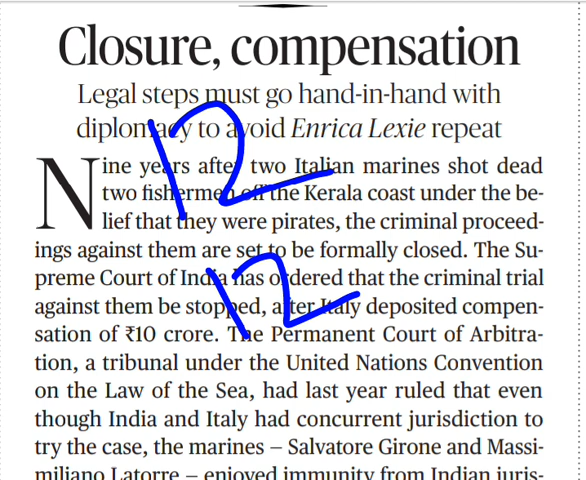 Closure, compensation
Legal steps must go hand-in-hand with
diplomacy to avoid Enrica Lexie repeat
Nine years after two Italian marines shot dead
two fishermen off the Kerala coast under the be-
lief that they were pirates, the criminal proceed-
ings against them are set to be formally closed. The Su-
preme Court of India has ordered that the criminal trial
against them be stopped, after Italy deposited compen-
sation of ₹10 crore. The Permanent Court of Arbitra-
tion, a tribunal under the United Nations Convention
on the Law of the Sea, had last year ruled that even
though India and Italy had concurrent jurisdiction to
try the case, the marines – Salvatore Girone and Massi-
miliano Latorre – enjoyed immunity from Indian juris-
12
12